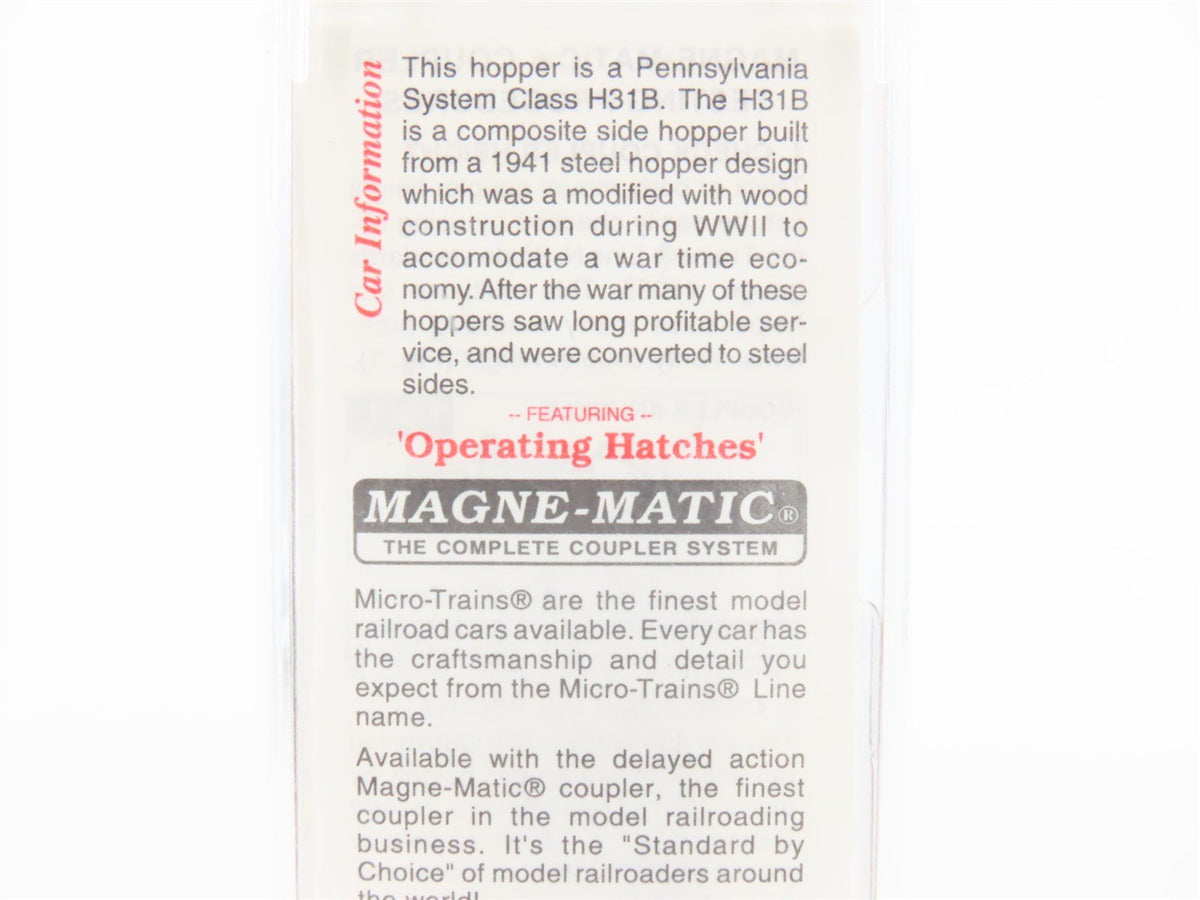 Car Information
This hopper is a Pennsylvania
System Class H31B. The H31B
is a composite side hopper built
from a 1941 steel hopper design
which was a modified with wood
construction during WWII to
accomodate a war time eco-
nomy. After the war many of these
hoppers saw long profitable ser-
vice, and were converted to steel
sides.
-- FEATURING --
'Operating Hatches'
MAGNE-MATIC®
THE COMPLETE COUPLER SYSTEM
Micro-Trains® are the finest model
railroad cars available. Every car has
the craftsmanship and detail you
expect from the Micro-Trains® Line
name.
Available with the delayed action
Magne-Matic® coupler, the finest
coupler in the model railroading
business. It's the "Standard by
Choice" of model railroaders around
the world!